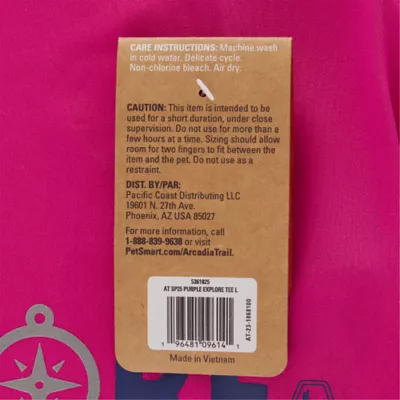 CARE INSTRUCTIONS: Machine wash
in cold water. Delicate cycle.
Non-chlorine bleach. Air dry.
CAUTION: This item is intended to be
used for a short duration, under close
supervision. Do not use for more than a
few hours at a time. Sizing should allow
room for two fingers to fit between the
item and the pet. Do not use as a
restraint.
DIST. BY/PAR:
Pacific Coast Distributing LLC
19601 N. 27th Ave.
Phoenix, AZ USA 85027
For more information, call
1-888-839-9638 or visit
PetSmart.com/ArcadiaTrail.
5361825
AT SP25 PURPLE EXPLORE TEE L
AT-23-1868100
1 96481 09614 1
Made in Vietnam